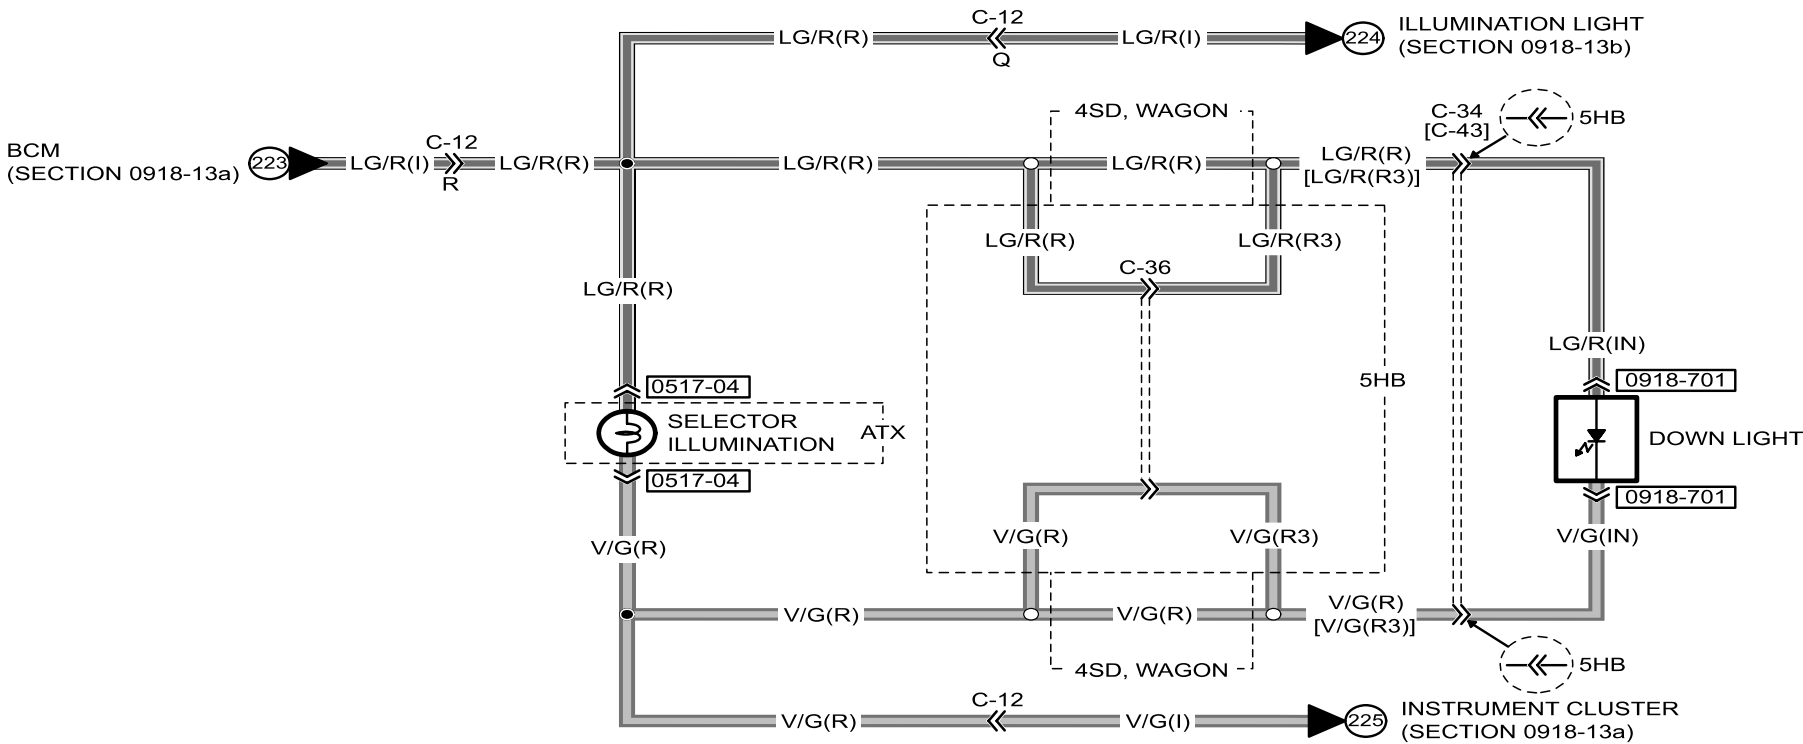 C-12
ILLUMINATION LIGHT
LG/R(R)
LG/R(I)
224
(SECTION 0918-13b)
Q
4SD, WAGON
C-34
[C-43]
5HB
BCM
(SECTION 0918-13a)
223
C-12
LG/R(I)
R
LG/R(R)
LG/R(R)
LG/R(R)
LG/R(R)
[LG/R(R3)]
LG/R(R)
LG/R(R3)
C-36
LG/R(R)
LG/R(IN)
0517-04
5HB
0918-701
SELECTOR
ILLUMINATION
ATX
DOWN LIGHT
0517-04
0918-701
V/G(R)
V/G(R)
V/G(R3)
V/G(IN)
V/G(R)
V/G(R)
V/G(R)
[V/G(R3)]
4SD, WAGON
5HB
C-12
V/G(R)
V/G(I)
225
INSTRUMENT CLUSTER
(SECTION 0918-13a)